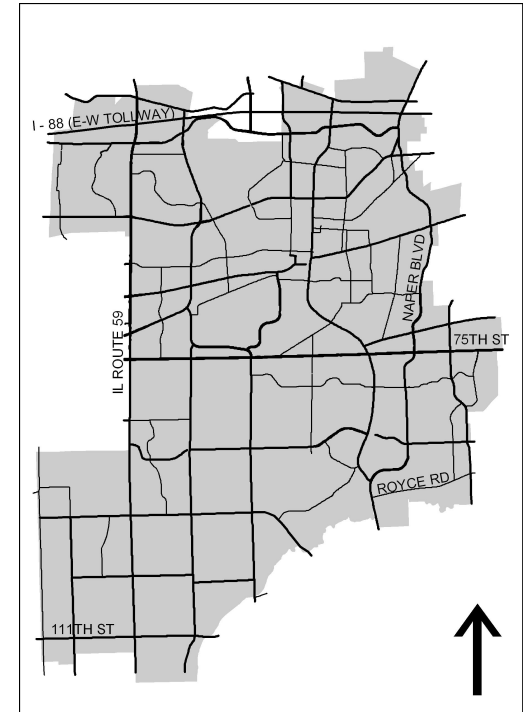 I - 88 (E-W TOLLWAY)
NAPER BLVD
IL ROUTE 59
75TH ST
ROYCE RD
111TH ST